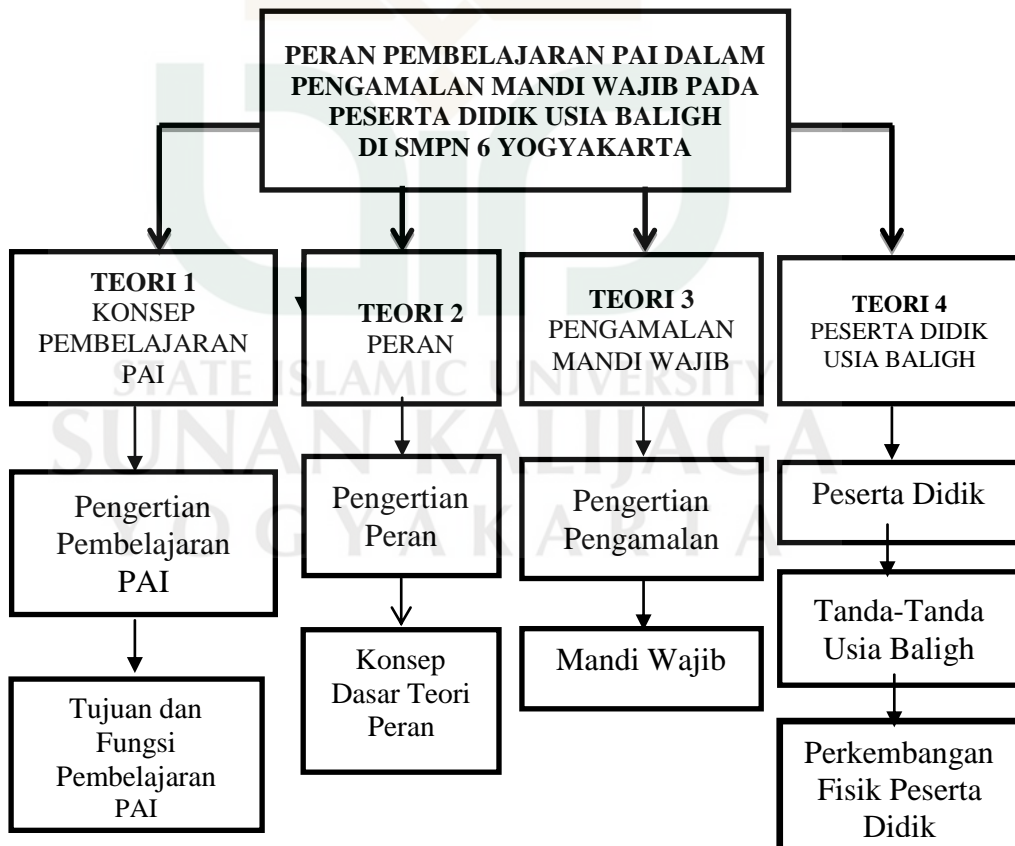 PERAN PEMBELAJARAN PAI DALAM
PENGAMALAN MANDI WAJIB PADA
PESERTA DIDIK USIA BALIGH
DI SMPN 6 YOGYAKARTA
TEORI 1
KONSEP
PEMBELAJARAN
PAI
Pengertian
Pembelajaran
PAI
Tujuan dan
Fungsi
Pembelajaran
PAI
TEORI 2
PERAN
Pengertian
Peran
Konsep
Dasar Teori
Peran
TEORI 3
PENGAMALAN
MANDI WAJIB
Pengertian
Pengamalan
Mandi Wajib
TEORI 4
PESERTA DIDIK
USIA BALIGH
Peserta Didik
Tanda-Tanda
Usia Baligh
Perkembangan
Fisik Peserta
Didik
STATE ISLAMIC UNIVERSITY
SUNAN KALIJAGA
YOGYAKARTA